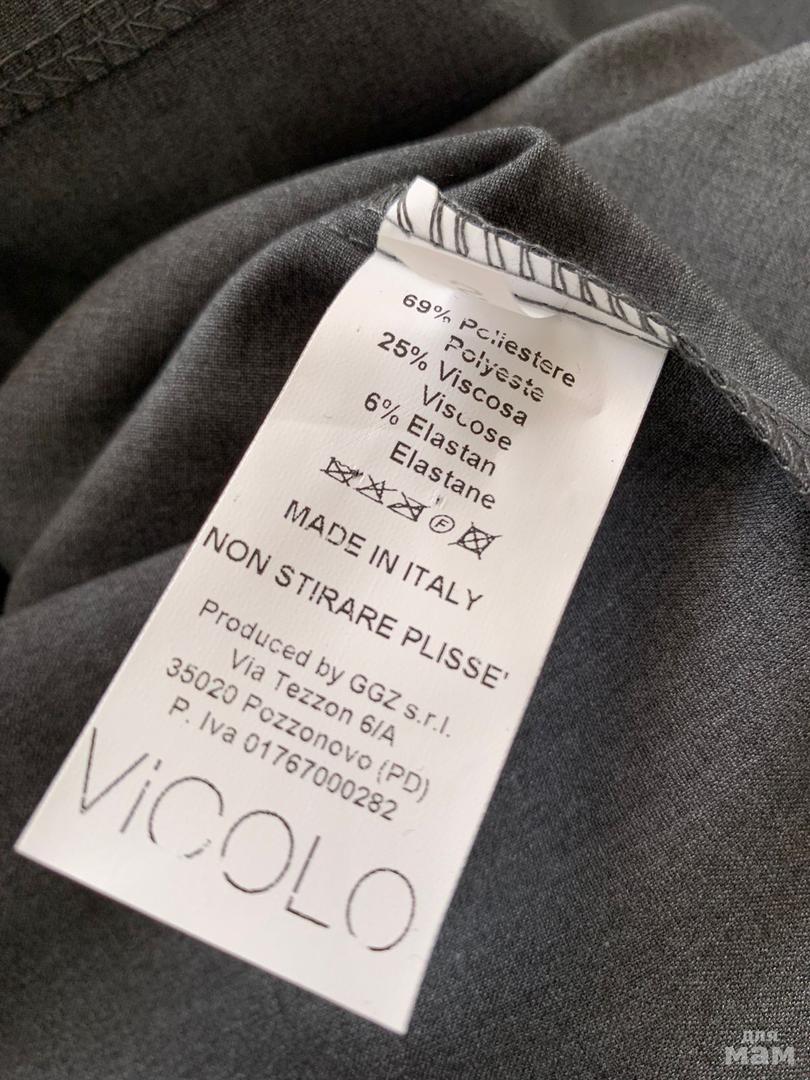 69% Poliestere
Polyeste
25% Viscosa
Viscose
6% Elastan
Elastane
F
MADE IN ITALY
NON STIRARE PLISSE'
Produced by GGZ s.r.l.
Via Tezzon 6/A
35020 Pozzonovo (PD)
P. Iva 01767000282
ViCOLO
для
мам